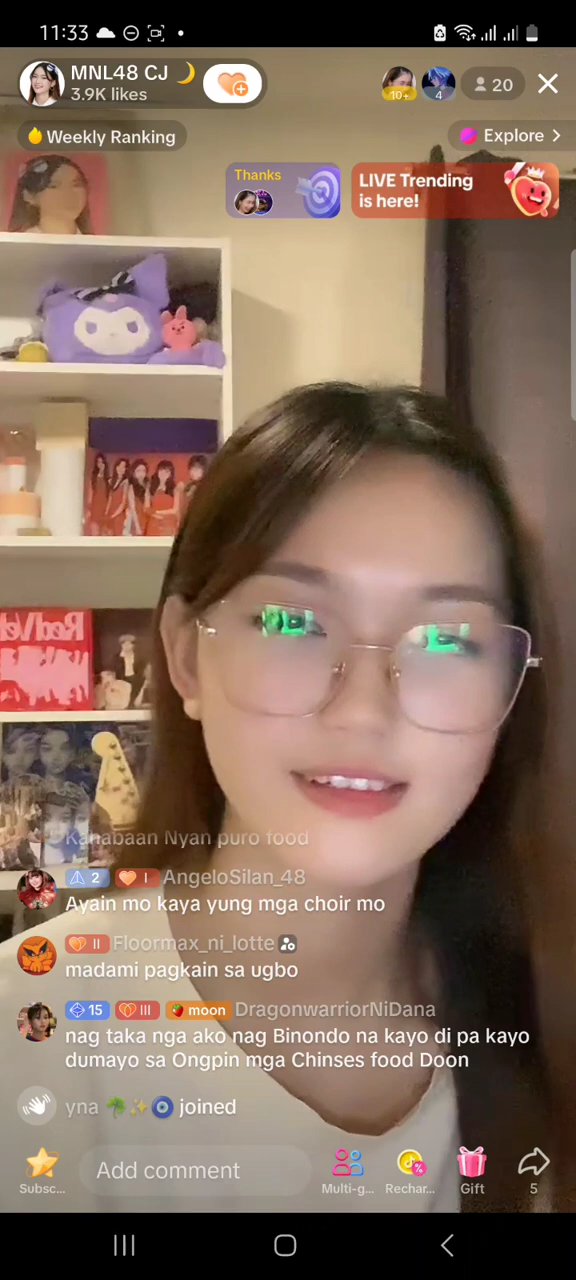 11:33
MNL48 CJ 🌙
3.9K likes
10+
4
20
Weekly Ranking
Explore >
Thanks
LIVE Trending
is here!
Kahabaan Nyan puro food
2 I AngeloSilan_48
Ayain mo kaya yung mga choir mo
II Floormax_ni_lotte
madami pagkain sa ugbo
15 III 🍓 moon DragonwarriorNiDana
nag taka nga ako nag Binondo na kayo di pa kayo
dumayo sa Ongpin mga Chinses food Doon
yna 🌴✨🧿 joined
Add comment
Subsc...
Multi-g...
Rechar...
Gift
5